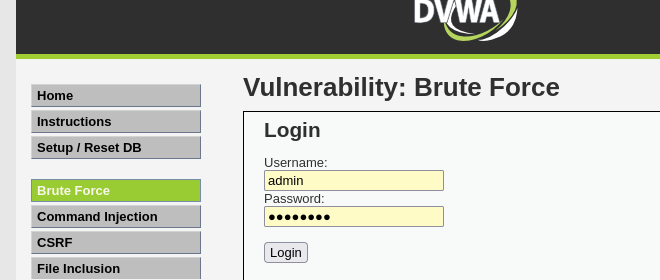 DVWA
Home
Instructions
Setup / Reset DB
Brute Force
Command Injection
CSRF
File Inclusion
Vulnerability: Brute Force
Login
Username:
admin
Password:
●●●●●●●●
Login